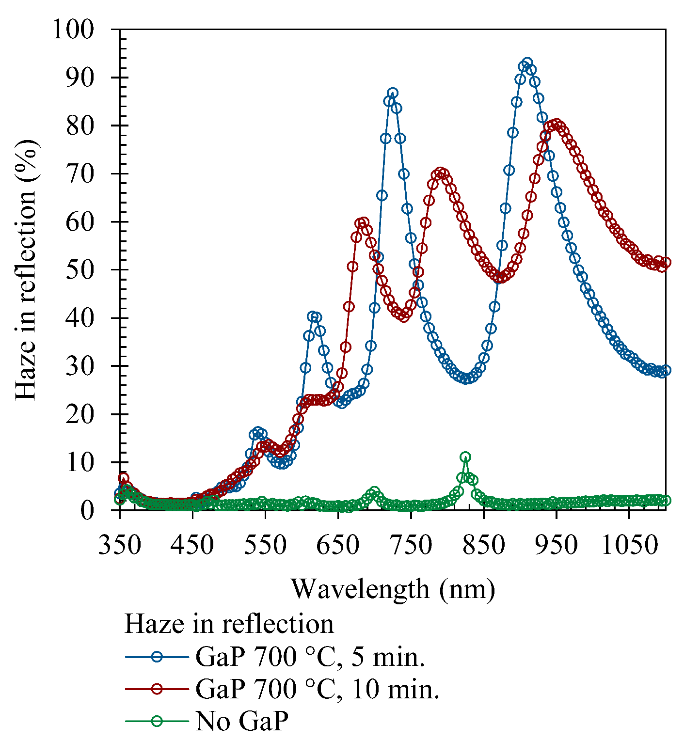 Haze in reflection (%)
100
90
80
70
60
50
40
30
20
10
0
350 450 550 650 750 850 950 1050
Wavelength (nm)
Haze in reflection
GaP 700 °C, 5 min.
GaP 700 °C, 10 min.
No GaP